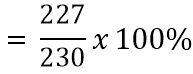 = 227/230 x 100%